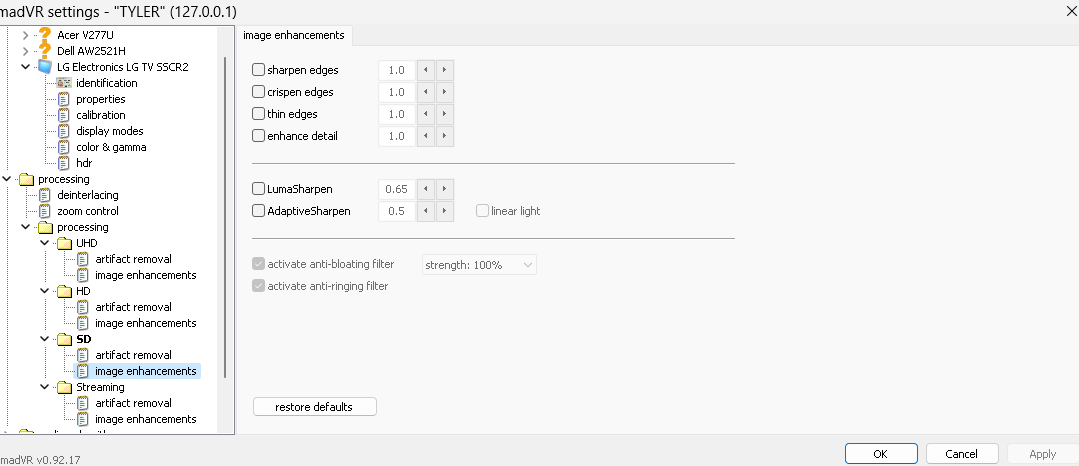 madVR settings - "TYLER" (127.0.0.1)
Acer V277U
Dell AW2521H
LG Electronics LG TV SSCR2
identification
properties
calibration
display modes
color & gamma
hdr
processing
deinterlacing
zoom control
processing
UHD
artifact removal
image enhancements
HD
artifact removal
image enhancements
SD
artifact removal
image enhancements
Streaming
artifact removal
image enhancements
image enhancements
sharpen edges 1.0
crispen edges 1.0
thin edges 1.0
enhance detail 1.0
LumaSharpen 0.65
AdaptiveSharpen 0.5 linear light
activate anti-bloating filter strength: 100%
activate anti-ringing filter
restore defaults
madVR v0.92.17
OK Cancel Apply